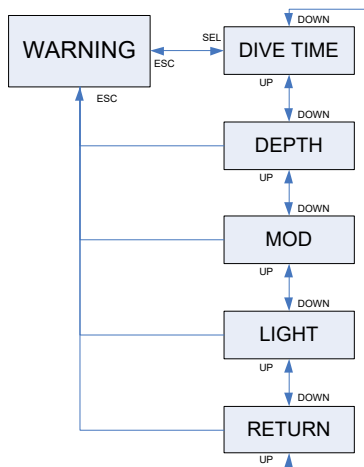 WARNING
SEL
ESC
ESC
DIVE TIME
DOWN
UP
DOWN
DEPTH
UP
DOWN
MOD
UP
DOWN
LIGHT
UP
DOWN
RETURN
UP